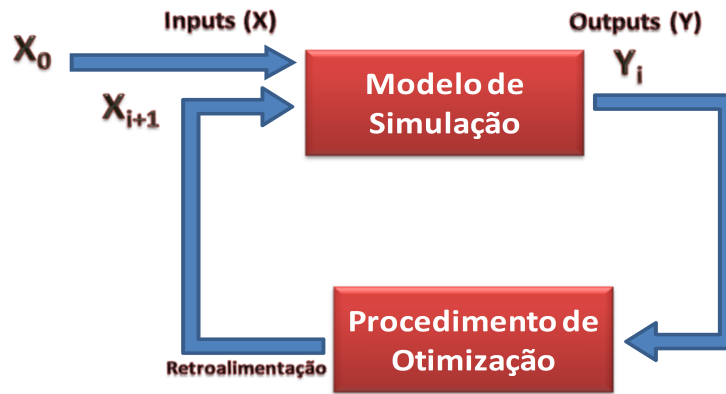 Inputs (X)
Outputs (Y)
X0
Yi
Modelo de
Simulação
Xi+1
Procedimento de
Otimização
Retroalimentação